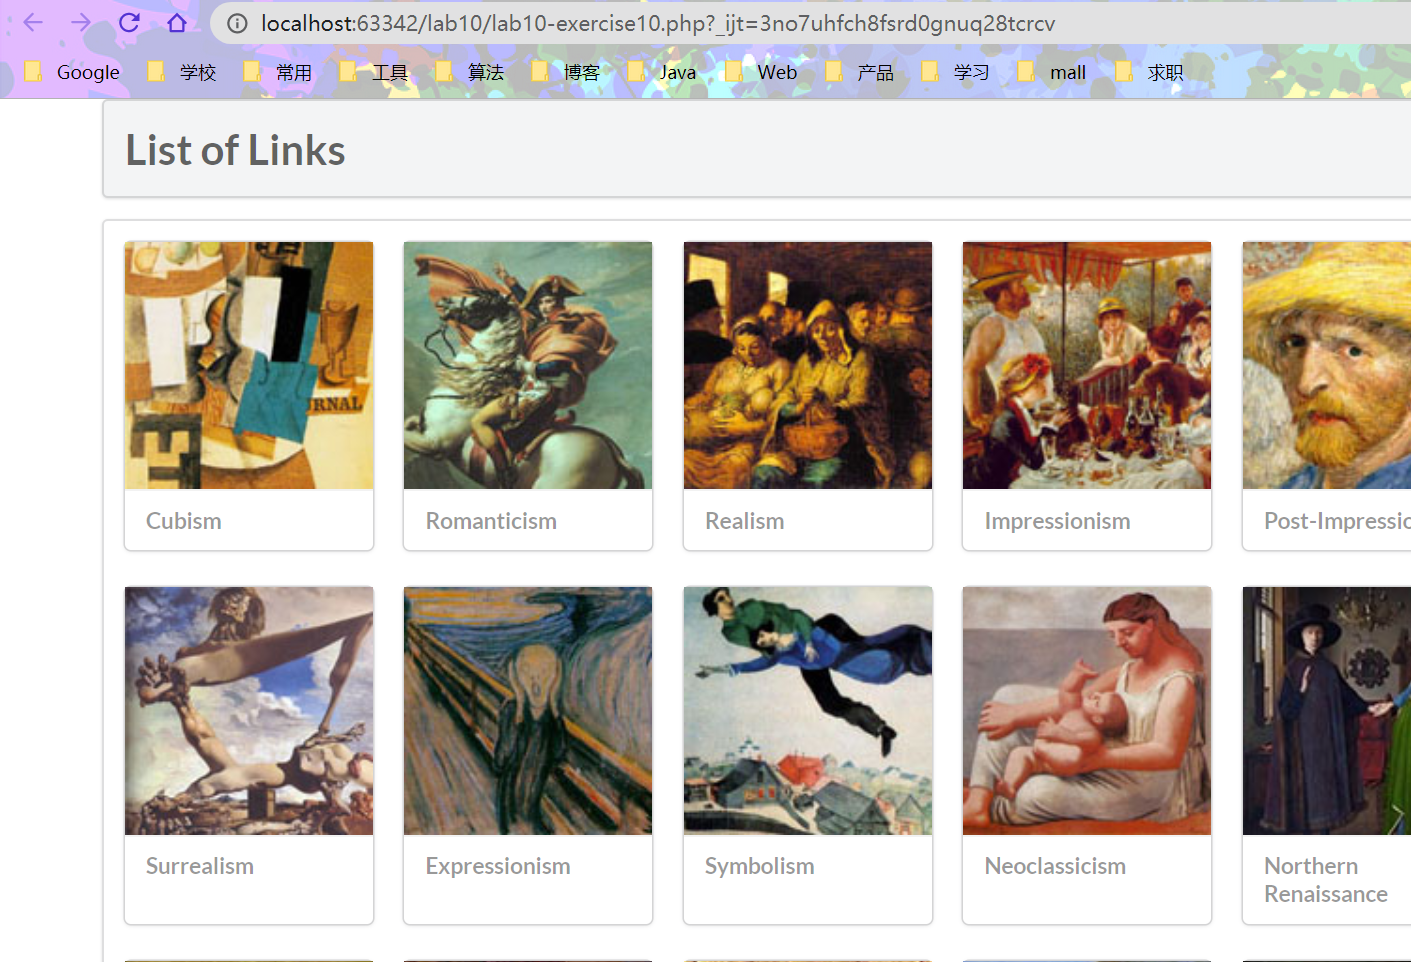 localhost:63342/lab10/lab10-exercise10.php?_ijt=3no7uhfch8fsrd0gnuq28tcrcv
Google 学校 常用 工具 算法 博客 Java Web 产品 学习 mall 求职
List of Links
RNAL
ET
Cubism Romanticism Realism Impressionism Post-Impressio
Surrealism Expressionism Symbolism Neoclassicism Northern
Renaissance